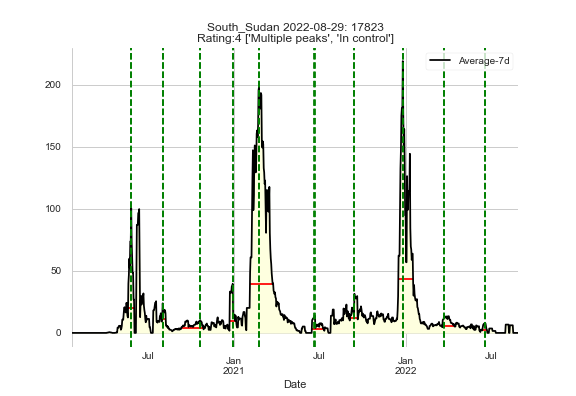 South_Sudan 2022-08-29: 17823
Rating:4 ['Multiple peaks', 'In control']
Average-7d
200
150
100
50
0
Jul
Jan
2021
Jul
Jan
2022
Jul
Date